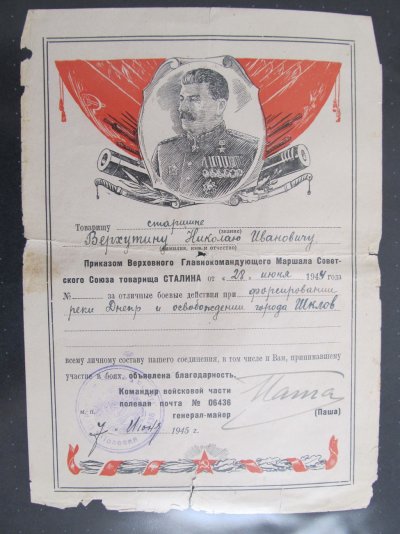 Товарищу старшине
(звание)
Верхутину Николаю Ивановичу
(фамилия, имя и отчество)
Приказом Верховного Главнокомандующего Маршала Совет-
ского Союза товарища СТАЛИНА от « 28 июня 1944 года
№ за отличные боевые действия при форсировании
реки Днепр и освобождении города Шклов
всему личному составу нашего соединения, в том числе и Вам, принимавшему
участие в боях, объявлена благодарность.
Командир войсковой части
полевая почта № 06436
м. п. генерал-майор Паша (Паша)
7 Июня 1945 г.